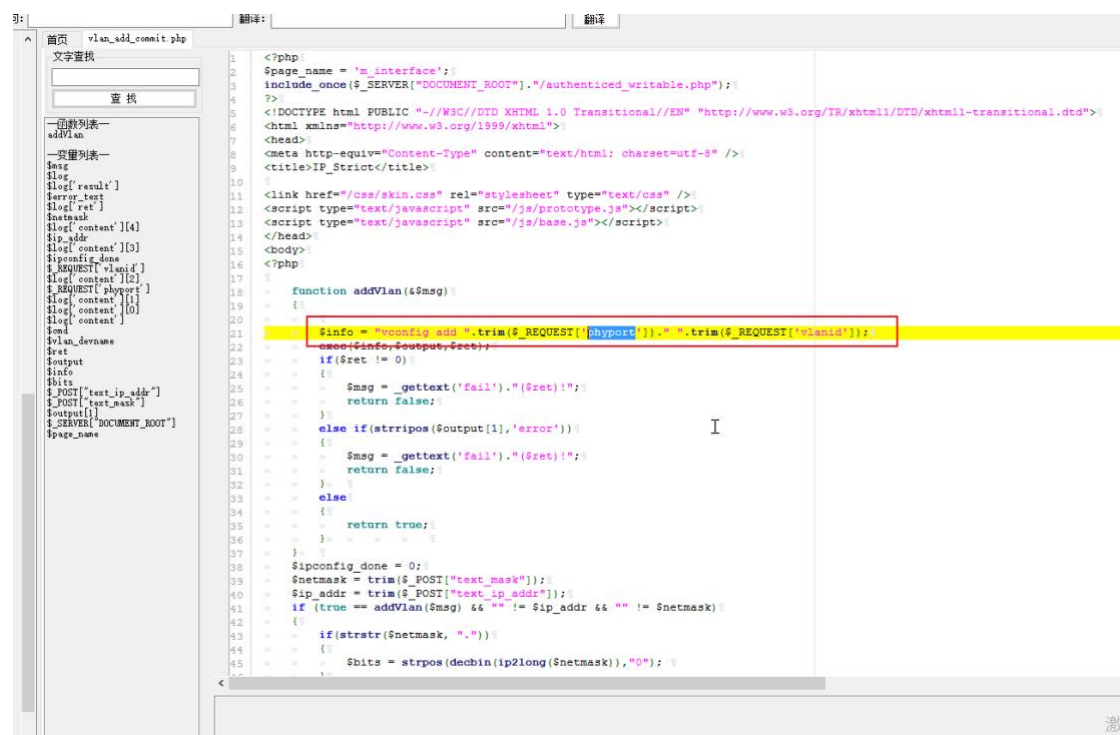 翻译:
翻译
首页 vlan_add_commit.php
文字查找
查 找
—函数列表—
addVlan
—变量列表—
$msg
$log
$log['result']
$error_text
$log['ret']
$netmask
$log['content'][4]
$ip_addr
$log['content'][3]
$ipconfig_done
$_REQUEST['vlanid']
$log['content'][2]
$_REQUEST['phyport']
$log['content'][1]
$log['content'][0]
$log['content']
$cmd
$vlan_devname
$ret
$output
$info
$bits
$_POST["text_ip_addr"]
$_POST["text_mask"]
$output[1]
$_SERVER["DOCUMENT_ROOT"]
$page_name
1 <?php
2 $page_name = 'm_interface';
3 include_once($_SERVER["DOCUMENT_ROOT"]."/authenticed_writable.php");
4 ?>
5 <!DOCTYPE html PUBLIC "-//W3C//DTD XHTML 1.0 Transitional//EN" "http://www.w3.org/TR/xhtml1/DTD/xhtml1-transitional.dtd">
6 <html xmlns="http://www.w3.org/1999/xhtml">
7 <head>
8 <meta http-equiv="Content-Type" content="text/html; charset=utf-8" />
9 <title>IP_Strict</title>
10
11 <link href="/css/skin.css" rel="stylesheet" type="text/css" />
12 <script type="text/javascript" src="/js/prototype.js"></script>
13 <script type="text/javascript" src="/js/base.js"></script>
14 </head>
15 <body>
16 <?php
17
18 function addVlan(&$msg)
19 {
20
21 $info = "vconfig add ".trim($_REQUEST['phyport'])." ".trim($_REQUEST['vlanid']);
22 exec($info,$output,$ret);
23 if($ret != 0)
24 {
25 $msg = _gettext('fail')."($ret)!";
26 return false;
27 }
28 else if(strripos($output[1],'error'))
29 {
30 $msg = _gettext('fail')."($ret)!";
31 return false;
32 }
33 else
34 {
35 return true;
36 }
37 }
38 $ipconfig_done = 0;
39 $netmask = trim($_POST["text_mask"]);
40 $ip_addr = trim($_POST["text_ip_addr"]);
41 if (true == addVlan($msg) && "" != $ip_addr && "" != $netmask)
42 {
43 if(strstr($netmask, "."))
44 {
45 $bits = strpos(decbin(ip2long($netmask)),"0");